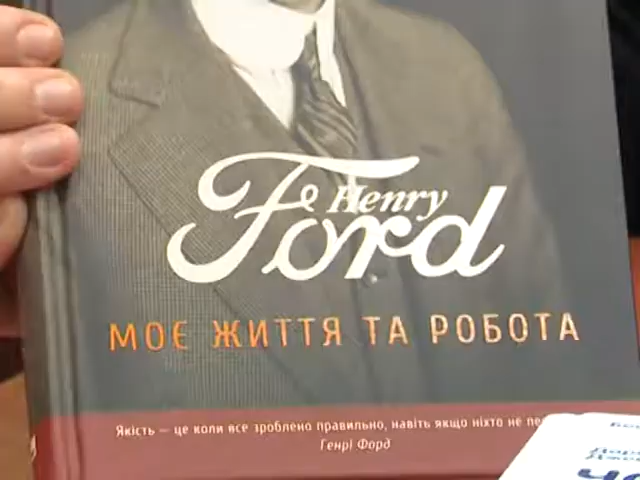 Henry
Ford
МОЄ ЖИТТЯ ТА РОБОТА
Якість — це коли все зроблено правильно, навіть якщо ніхто не
Генрі Форд